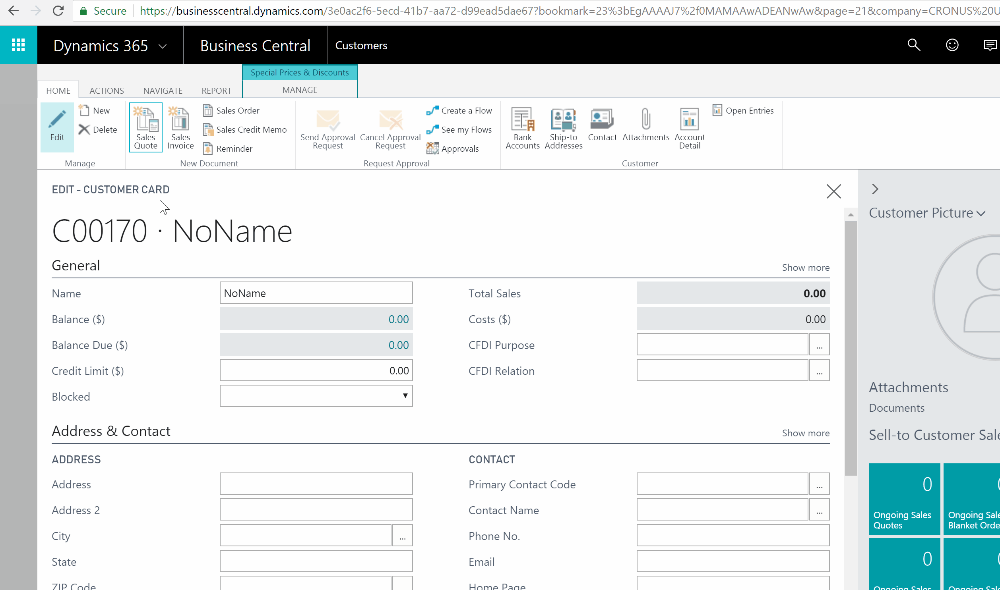 Secure https://businesscentral.dynamics.com/3e0ac2f6-5ecd-41b7-aa72-d99ead5dae67?bookmark=23%3bEgAAAAJ7%2f0MAMAAwADEANwAw&page=21&company=CRONUS%20U
Dynamics 365 Business Central Customers
Special Prices & Discounts
HOME ACTIONS NAVIGATE REPORT MANAGE
Edit
New
Delete
Manage
Sales
Quote
Sales
Invoice
Sales Order
Sales Credit Memo
Reminder
New Document
Send Approval
Request
Cancel Approval
Request
Create a Flow
See my Flows
Approvals
Request Approval
Bank
Accounts
Ship-to
Addresses
Contact
Attachments
Account
Detail
Open Entries
Customer
EDIT - CUSTOMER CARD
C00170 · NoName
General Show more
Name NoName
Balance ($) 0.00
Balance Due ($) 0.00
Credit Limit ($) 0.00
Blocked
Total Sales 0.00
Costs ($) 0.00
CFDI Purpose ...
CFDI Relation ...
Address & Contact Show more
ADDRESS
Address
Address 2
City ...
State
ZIP Code
CONTACT
Primary Contact Code ...
Contact Name ...
Phone No.
Email
Home Page
Customer Picture
Attachments
Documents
Sell-to Customer Sale
0
Ongoing Sales
Quotes
Ongoing Sale
Blanket Orde
0
Ongoing Sales
Ongoing Sale